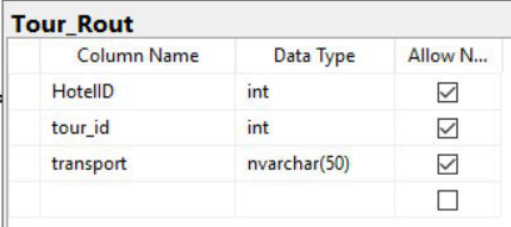 Tour_Rout
Column Name Data Type Allow N...
HotelID int
tour_id int
transport nvarchar(50)